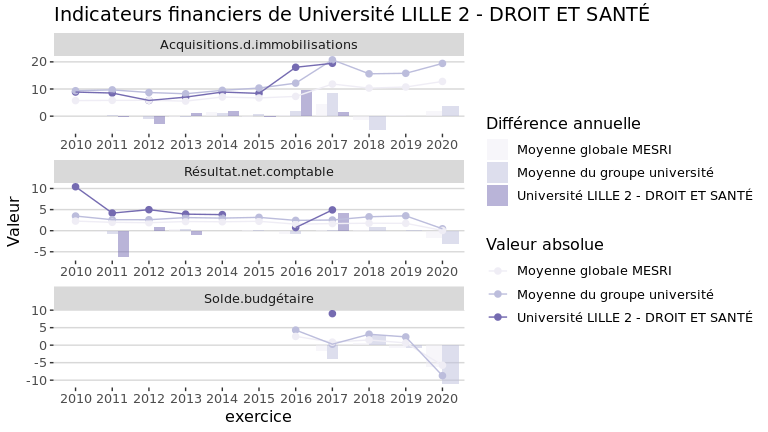 Indicateurs financiers de Université LILLE 2 - DROIT ET SANTÉ
Acquisitions.d.immobilisations
20
10
0
2010 2011 2012 2013 2014 2015 2016 2017 2018 2019 2020
Résultat.net.comptable
10
5
0
-5
2010 2011 2012 2013 2014 2015 2016 2017 2018 2019 2020
Solde.budgétaire
10
5
0
-5
-10
2010 2011 2012 2013 2014 2015 2016 2017 2018 2019 2020
exercice
Valeur
Différence annuelle
Moyenne globale MESRI
Moyenne du groupe université
Université LILLE 2 - DROIT ET SANTÉ
Valeur absolue
Moyenne globale MESRI
Moyenne du groupe université
Université LILLE 2 - DROIT ET SANTÉ